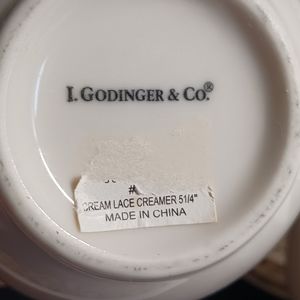 I. GODINGER & CO.®
#
CREAM LACE CREAMER 51/4"
MADE IN CHINA